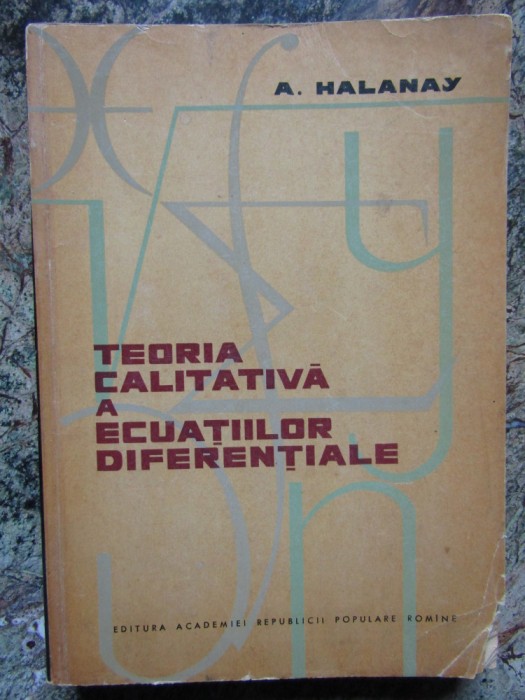 A. HALANAY
TEORIA
CALITATIVĂ
A
ECUAȚIILOR
DIFERENȚIALE
EDITURA ACADEMIEI REPUBLICII POPULARE ROMÎNE